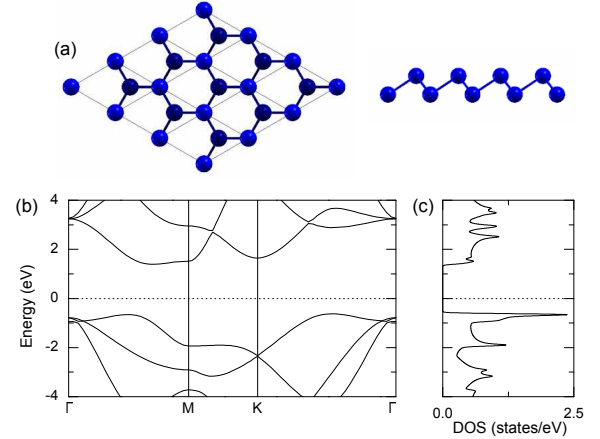 (a)
(b)
(c)
4
2
0
-2
-4
Energy (eV)
Γ
M
K
Γ
0.0
2.5
DOS (states/eV)